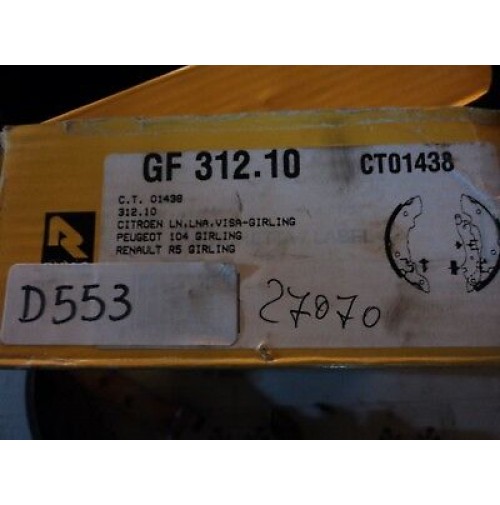 GF 312.10 CT01438
C.T. 01438
312.10
CITROEN LN,LNA,VISA-GIRLING
PEUGEOT 104 GIRLING
RENAULT R5 GIRLING
D553
27070